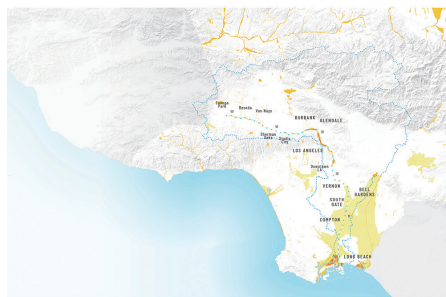 Canoga
Park
Reseda
Van Nuys
BURBANK
GLENDALE
Sherman
Oaks
Studio
City
LOS ANGELES
Downtown
LA
VERNON
BELL
GARDENS
SOUTH
GATE
COMPTON
LONG BEACH